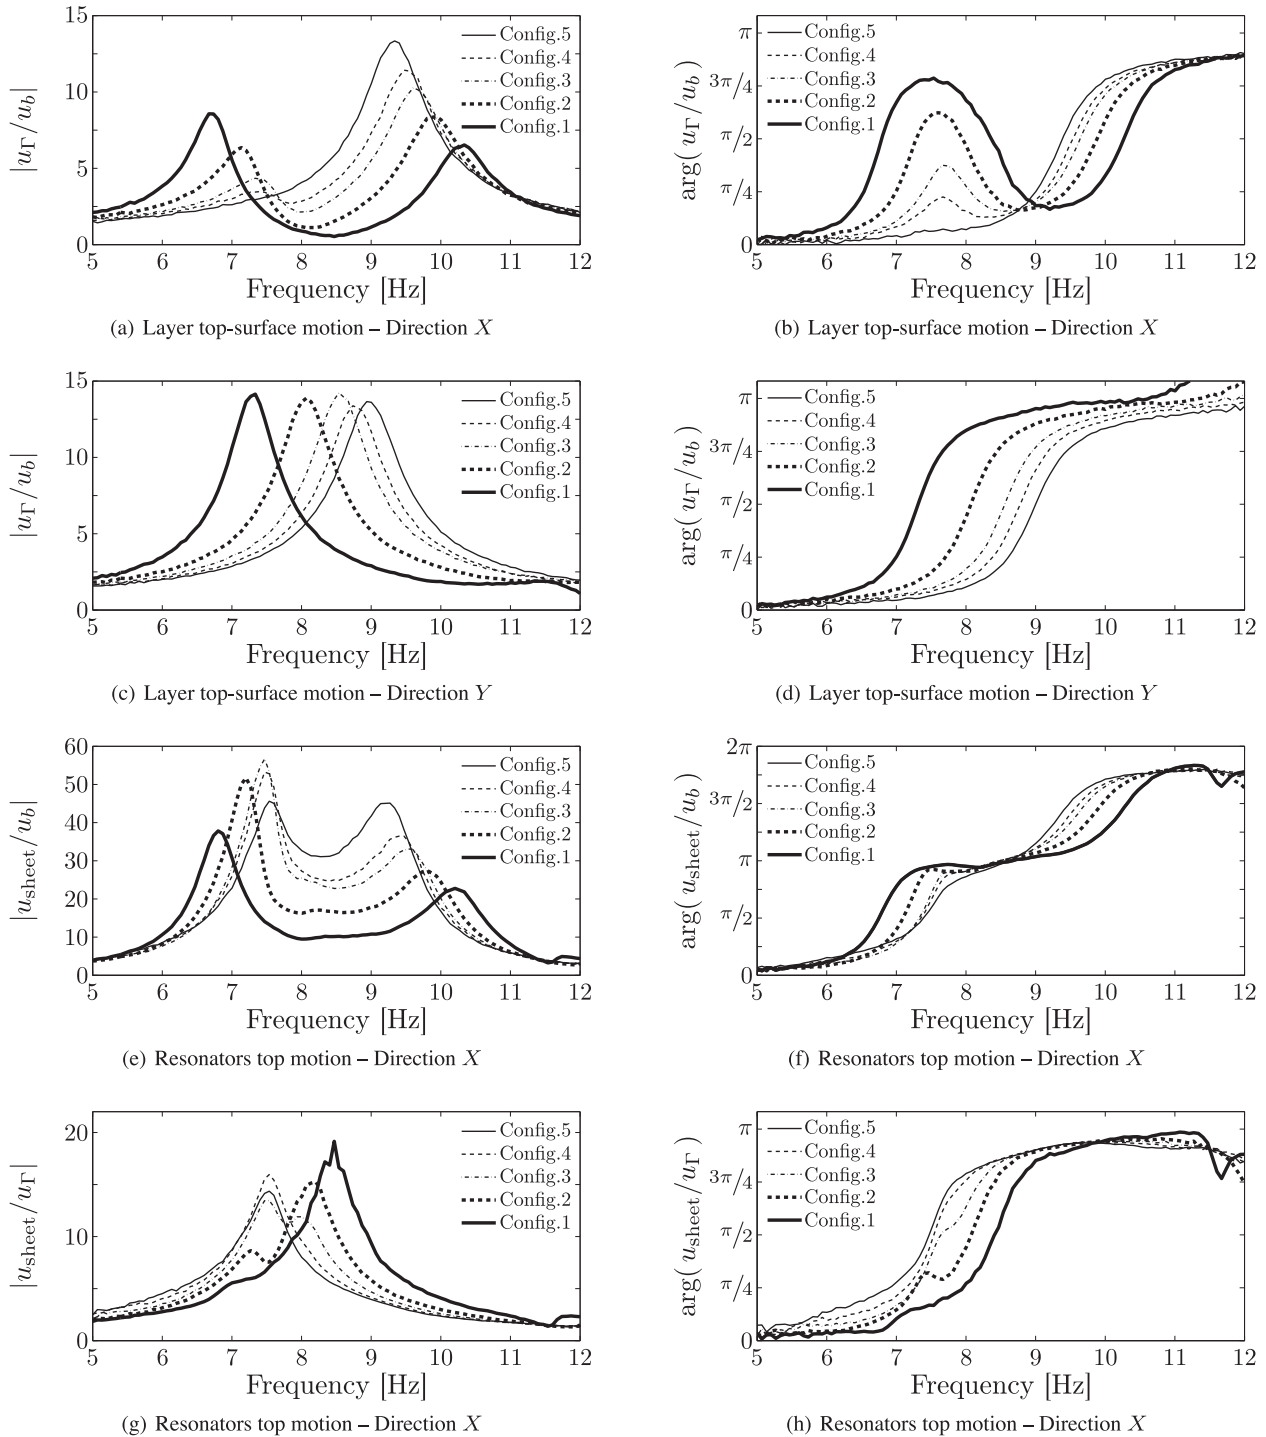 |u_Γ/u_b|
15
10
5
0
Config.5
Config.4
Config.3
Config.2
Config.1
5 6 7 8 9 10 11 12
Frequency [Hz]
(a) Layer top-surface motion – Direction X
arg( u_Γ/u_b)
π
3π/4
π/2
π/4
0
Config.5
Config.4
Config.3
Config.2
Config.1
5 6 7 8 9 10 11 12
Frequency [Hz]
(b) Layer top-surface motion – Direction X
|u_Γ/u_b|
15
10
5
0
Config.5
Config.4
Config.3
Config.2
Config.1
5 6 7 8 9 10 11 12
Frequency [Hz]
(c) Layer top-surface motion – Direction Y
arg( u_Γ/u_b)
π
3π/4
π/2
π/4
0
Config.5
Config.4
Config.3
Config.2
Config.1
5 6 7 8 9 10 11 12
Frequency [Hz]
(d) Layer top-surface motion – Direction Y
|u_sheet/u_b|
60
50
40
30
20
10
0
Config.5
Config.4
Config.3
Config.2
Config.1
5 6 7 8 9 10 11 12
Frequency [Hz]
(e) Resonators top motion – Direction X
arg( u_sheet/u_b)
2π
3π/2
π
π/2
0
Config.5
Config.4
Config.3
Config.2
Config.1
5 6 7 8 9 10 11 12
Frequency [Hz]
(f) Resonators top motion – Direction X
|u_sheet/u_Γ|
20
10
0
Config.5
Config.4
Config.3
Config.2
Config.1
5 6 7 8 9 10 11 12
Frequency [Hz]
(g) Resonators top motion – Direction X
arg( u_sheet/u_Γ)
π
3π/4
π/2
π/4
0
Config.5
Config.4
Config.3
Config.2
Config.1
5 6 7 8 9 10 11 12
Frequency [Hz]
(h) Resonators top motion – Direction X